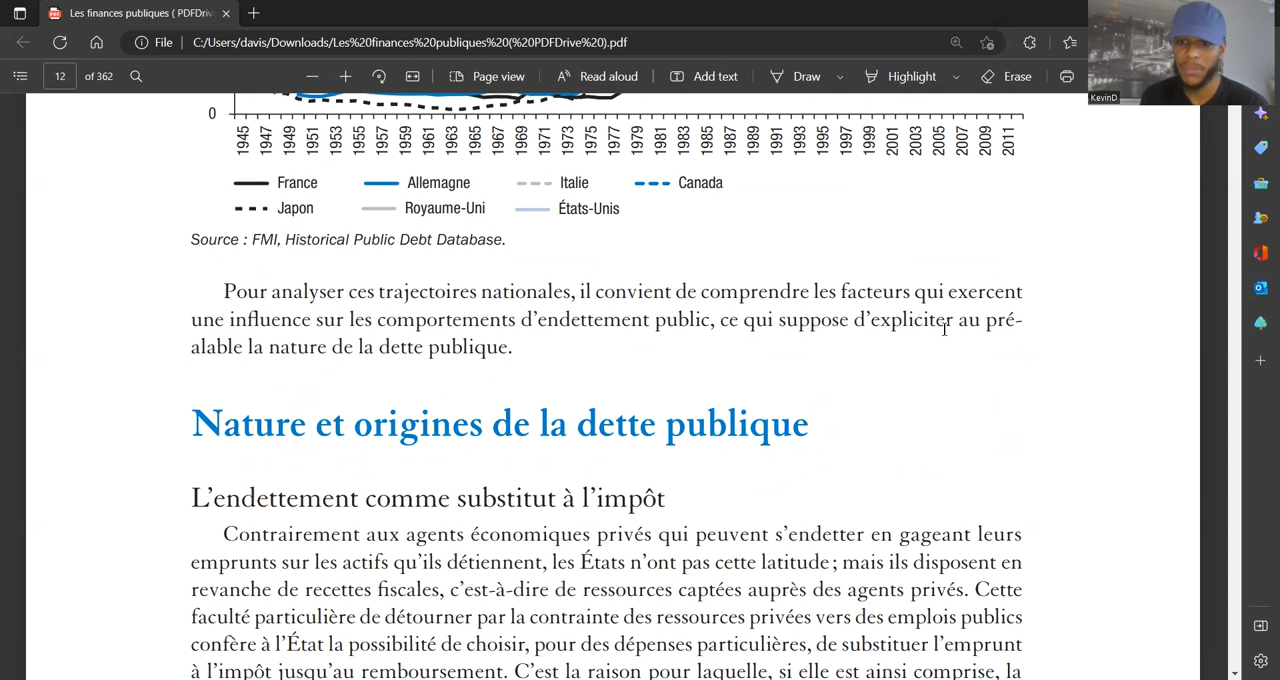 Les finances publiques ( PDFDriv
File C:/Users/davis/Downloads/Les%20finances%20publiques%20(%20PDFDrive%20).pdf
12 of 362 Page view Read aloud Add text Draw Highlight Erase
KevinD
0
1945 1947 1949 1951 1953 1955 1957 1959 1961 1963 1965 1967 1969 1971 1973 1975 1977 1979 1981 1983 1985 1987 1989 1991 1993 1995 1997 1999 2001 2003 2005 2007 2009 2011
France Allemagne Italie Canada
Japon Royaume-Uni États-Unis
Source : FMI, Historical Public Debt Database.
Pour analyser ces trajectoires nationales, il convient de comprendre les facteurs qui exercent
une influence sur les comportements d’endettement public, ce qui suppose d’expliciter au pré-
alable la nature de la dette publique.
Nature et origines de la dette publique
L’endettement comme substitut à l’impôt
Contrairement aux agents économiques privés qui peuvent s’endetter en gageant leurs
emprunts sur les actifs qu’ils détiennent, les États n’ont pas cette latitude ; mais ils disposent en
revanche de recettes fiscales, c’est-à-dire de ressources captées auprès des agents privés. Cette
faculté particulière de détourner par la contrainte des ressources privées vers des emplois publics
confère à l’État la possibilité de choisir, pour des dépenses particulières, de substituer l’emprunt
à l’impôt jusqu’au remboursement. C’est la raison pour laquelle, si elle est ainsi comprise, la